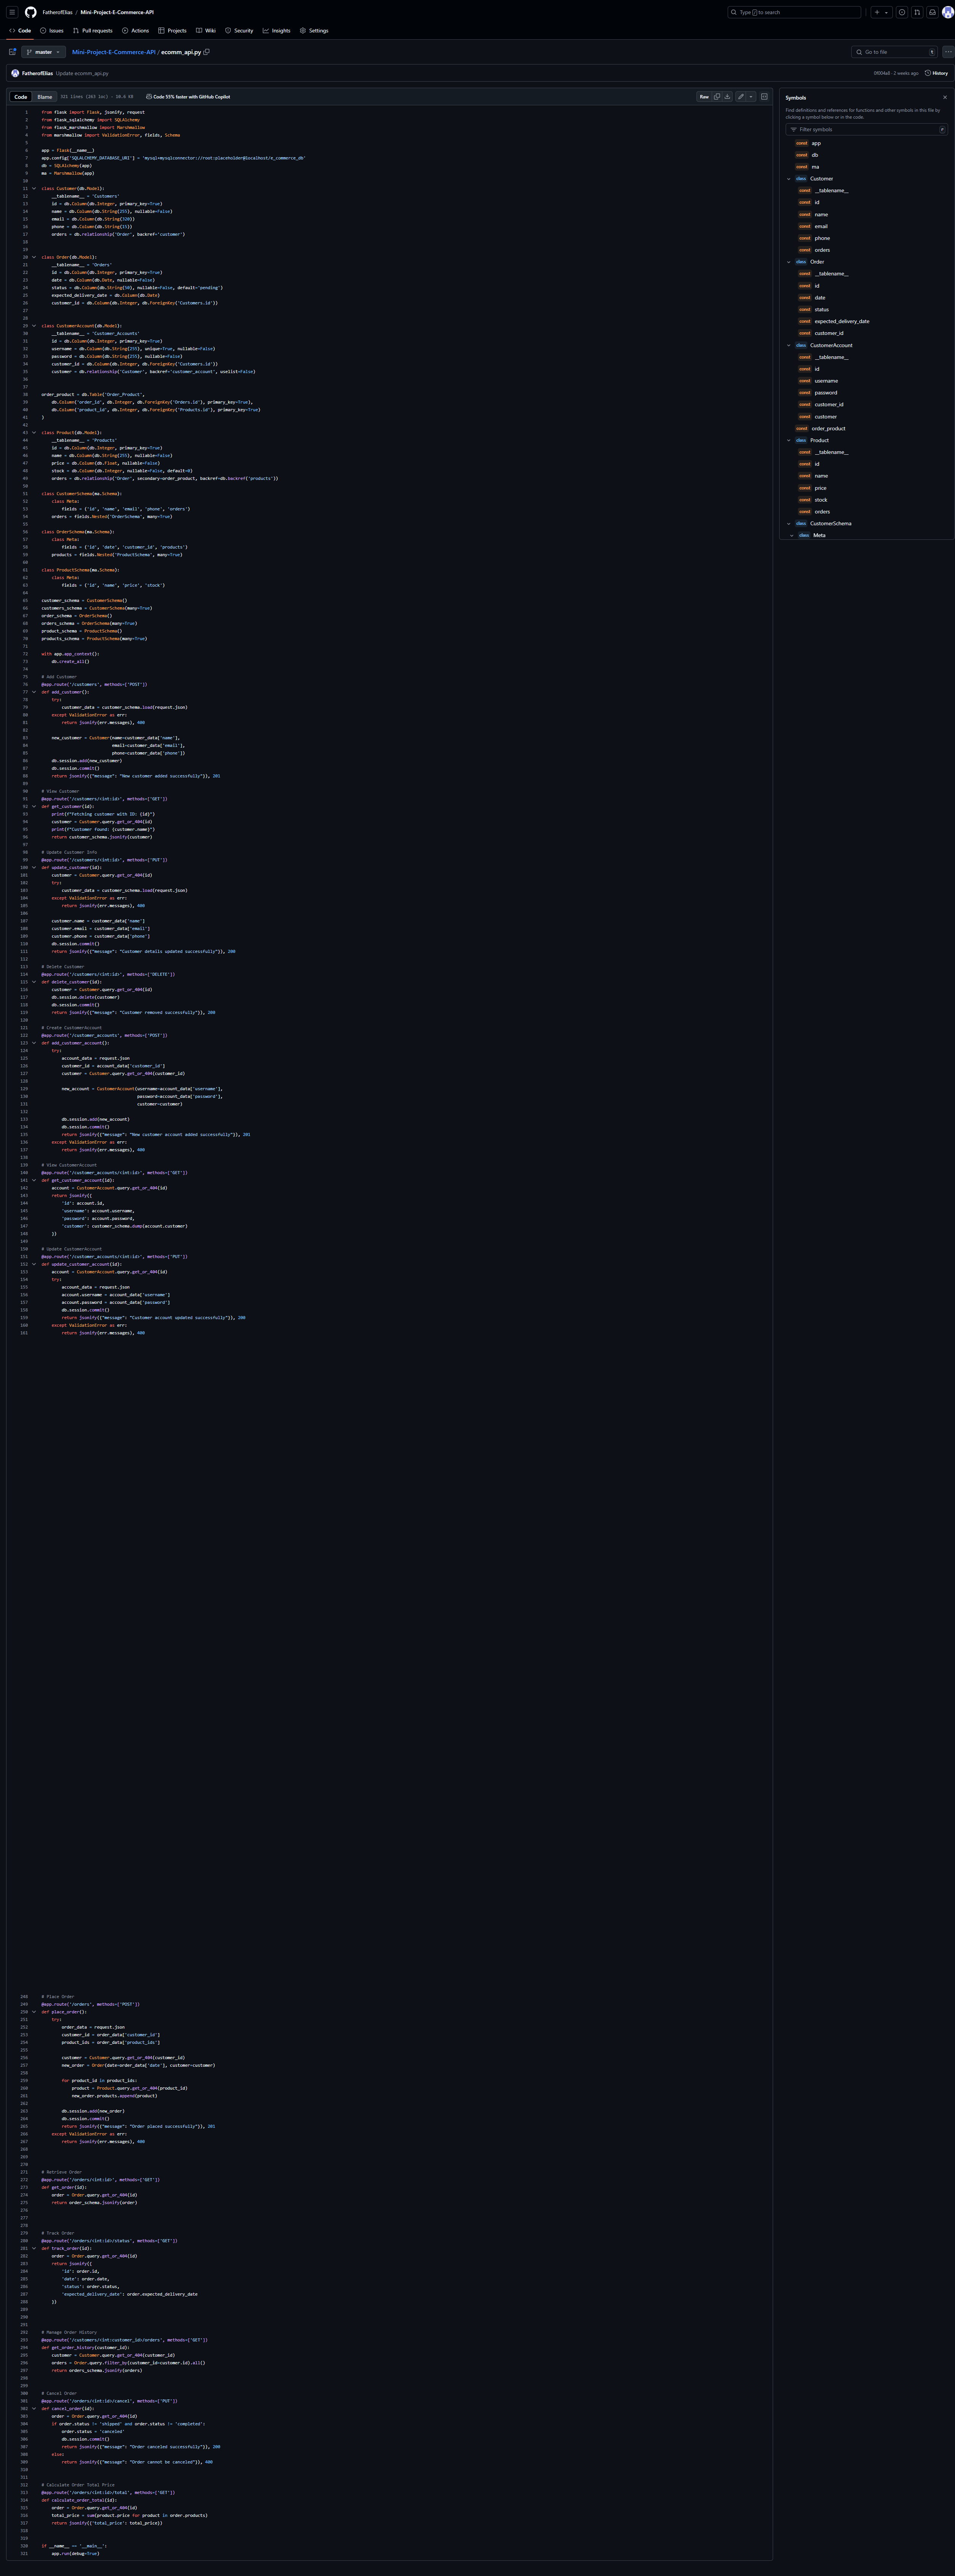 FatherofElias / Mini-Project-E-Commerce-API
Type / to search
Code
Issues
Pull requests
Actions
Projects
Wiki
Security
Insights
Settings
master
Mini-Project-E-Commerce-API / ecomm_api.py
Go to file
t
FatherofElias Update ecomm_api.py
· 2 weeks ago
History
Code
Blame
321 lines (263 loc) · 10.6 KB
Code 55% faster with GitHub Copilot
Raw
1 from flask import Flask, jsonify, request
2 from flask_sqlalchemy import SQLAlchemy
3 from flask_marshmallow import Marshmallow
4 from marshmallow import ValidationError, fields, Schema
5
6 app = Flask(__name__)
7 app.config['SQLALCHEMY_DATABASE_URI'] = 'mysql+mysqlconnector://root:placeholder@localhost/e_commerce_db'
8 db = SQLAlchemy(app)
9 ma = Marshmallow(app)
10
11 class Customer(db.Model):
12 __tablename__ = 'Customers'
13 id = db.Column(db.Integer, primary_key=True)
14 name = db.Column(db.String(255), nullable=False)
15 email = db.Column(db.String(320))
16 phone = db.Column(db.String(15))
17 orders = db.relationship('Order', backref='customer')
18
19
20 class Order(db.Model):
21 __tablename__ = 'Orders'
22 id = db.Column(db.Integer, primary_key=True)
23 date = db.Column(db.Date, nullable=False)
24 status = db.Column(db.String(50), nullable=False, default='pending')
25 expected_delivery_date = db.Column(db.Date)
26 customer_id = db.Column(db.Integer, db.ForeignKey('Customers.id'))
27
28
29 class CustomerAccount(db.Model):
30 __tablename__ = 'Customer_Accounts'
31 id = db.Column(db.Integer, primary_key=True)
32 username = db.Column(db.String(255), unique=True, nullable=False)
33 password = db.Column(db.String(255), nullable=False)
34 customer_id = db.Column(db.Integer, db.ForeignKey('Customers.id'))
35 customer = db.relationship('Customer', backref='customer_account', uselist=False)
36
37
38 order_product = db.Table('Order_Product',
39 db.Column('order_id', db.Integer, db.ForeignKey('Orders.id'), primary_key=True),
40 db.Column('product_id', db.Integer, db.ForeignKey('Products.id'), primary_key=True)
41 )
42
43 class Product(db.Model):
44 __tablename__ = 'Products'
45 id = db.Column(db.Integer, primary_key=True)
46 name = db.Column(db.String(255), nullable=False)
47 price = db.Column(db.Float, nullable=False)
48 stock = db.Column(db.Integer, nullable=False, default=0)
49 orders = db.relationship('Order', secondary=order_product, backref=db.backref('products'))
50
51 class CustomerSchema(ma.Schema):
52 class Meta:
53 fields = ('id', 'name', 'email', 'phone', 'orders')
54 orders = fields.Nested('OrderSchema', many=True)
55
56 class OrderSchema(ma.Schema):
57 class Meta:
58 fields = ('id', 'date', 'customer_id', 'products')
59 products = fields.Nested('ProductSchema', many=True)
60
61 class ProductSchema(ma.Schema):
62 class Meta:
63 fields = ('id', 'name', 'price', 'stock')
64
65 customer_schema = CustomerSchema()
66 customers_schema = CustomerSchema(many=True)
67 order_schema = OrderSchema()
68 orders_schema = OrderSchema(many=True)
69 product_schema = ProductSchema()
70 products_schema = ProductSchema(many=True)
71
72 with app.app_context():
73 db.create_all()
74
75 # Add Customer
76 @app.route('/customers', methods=['POST'])
77 def add_customer():
78 try:
79 customer_data = customer_schema.load(request.json)
80 except ValidationError as err:
81 return jsonify(err.messages), 400
82
83 new_customer = Customer(name=customer_data['name'],
84 email=customer_data['email'],
85 phone=customer_data['phone'])
86 db.session.add(new_customer)
87 db.session.commit()
88 return jsonify({"message": "New customer added successfully"}), 201
89
90 # View Customer
91 @app.route('/customers/<int:id>', methods=['GET'])
92 def get_customer(id):
93 print(f"Fetching customer with ID: {id}")
94 customer = Customer.query.get_or_404(id)
95 print(f"Customer found: {customer.name}")
96 return customer_schema.jsonify(customer)
97
98 # Update Customer Info
99 @app.route('/customers/<int:id>', methods=['PUT'])
100 def update_customer(id):
101 customer = Customer.query.get_or_404(id)
102 try:
103 customer_data = customer_schema.load(request.json)
104 except ValidationError as err:
105 return jsonify(err.messages), 400
106
107 customer.name = customer_data['name']
108 customer.email = customer_data['email']
109 customer.phone = customer_data['phone']
110 db.session.commit()
111 return jsonify({"message": "Customer details updated successfully"}), 200
112
113 # Delete Customer
114 @app.route('/customers/<int:id>', methods=['DELETE'])
115 def delete_customer(id):
116 customer = Customer.query.get_or_404(id)
117 db.session.delete(customer)
118 db.session.commit()
119 return jsonify({"message": "Customer removed successfully"}), 200
120
121 # Create CustomerAccount
122 @app.route('/customer_accounts', methods=['POST'])
123 def add_customer_account():
124 try:
125 account_data = request.json
126 customer_id = account_data['customer_id']
127 customer = Customer.query.get_or_404(customer_id)
128
129 new_account = CustomerAccount(username=account_data['username'],
130 password=account_data['password'],
131 customer=customer)
132
133 db.session.add(new_account)
134 db.session.commit()
135 return jsonify({"message": "New customer account added successfully"}), 201
136 except ValidationError as err:
137 return jsonify(err.messages), 400
138
139 # View CustomerAccount
140 @app.route('/customer_accounts/<int:id>', methods=['GET'])
141 def get_customer_account(id):
142 account = CustomerAccount.query.get_or_404(id)
143 return jsonify({
144 'id': account.id,
145 'username': account.username,
146 'password': account.password,
147 'customer': customer_schema.dump(account.customer)
148 })
149
150 # Update CustomerAccount
151 @app.route('/customer_accounts/<int:id>', methods=['PUT'])
152 def update_customer_account(id):
153 account = CustomerAccount.query.get_or_404(id)
154 try:
155 account_data = request.json
156 account.username = account_data['username']
157 account.password = account_data['password']
158 db.session.commit()
159 return jsonify({"message": "Customer account updated successfully"}), 200
160 except ValidationError as err:
161 return jsonify(err.messages), 400
248 # Place Order
249 @app.route('/orders', methods=['POST'])
250 def place_order():
251 try:
252 order_data = request.json
253 customer_id = order_data['customer_id']
254 product_ids = order_data['product_ids']
255
256 customer = Customer.query.get_or_404(customer_id)
257 new_order = Order(date=order_data['date'], customer=customer)
258
259 for product_id in product_ids:
260 product = Product.query.get_or_404(product_id)
261 new_order.products.append(product)
262
263 db.session.add(new_order)
264 db.session.commit()
265 return jsonify({"message": "Order placed successfully"}), 201
266 except ValidationError as err:
267 return jsonify(err.messages), 400
268
269
270
271 # Retrieve Order
272 @app.route('/orders/<int:id>', methods=['GET'])
273 def get_order(id):
274 order = Order.query.get_or_404(id)
275 return order_schema.jsonify(order)
276
277
278
279 # Track Order
280 @app.route('/orders/<int:id>/status', methods=['GET'])
281 def track_order(id):
282 order = Order.query.get_or_404(id)
283 return jsonify({
284 'id': order.id,
285 'date': order.date,
286 'status': order.status,
287 'expected_delivery_date': order.expected_delivery_date
288 })
289
290
291
292 # Manage Order History
293 @app.route('/customers/<int:customer_id>/orders', methods=['GET'])
294 def get_order_history(customer_id):
295 customer = Customer.query.get_or_404(customer_id)
296 orders = Order.query.filter_by(customer_id=customer.id).all()
297 return orders_schema.jsonify(orders)
298
299
300 # Cancel Order
301 @app.route('/orders/<int:id>/cancel', methods=['PUT'])
302 def cancel_order(id):
303 order = Order.query.get_or_404(id)
304 if order.status != 'shipped' and order.status != 'completed':
305 order.status = 'canceled'
306 db.session.commit()
307 return jsonify({"message": "Order canceled successfully"}), 200
308 else:
309 return jsonify({"message": "Order cannot be canceled"}), 400
310
311
312 # Calculate Order Total Price
313 @app.route('/orders/<int:id>/total', methods=['GET'])
314 def calculate_order_total(id):
315 order = Order.query.get_or_404(id)
316 total_price = sum(product.price for product in order.products)
317 return jsonify({'total_price': total_price})
318
319
320 if __name__ == '__main__':
321 app.run(debug=True)
Symbols
Find definitions and references for functions and other symbols in this file by
clicking a symbol below or in the code.
Filter symbols
r
const app
const db
const ma
class Customer
const __tablename__
const id
const name
const email
const phone
const orders
class Order
const __tablename__
const id
const date
const status
const expected_delivery_date
const customer_id
class CustomerAccount
const __tablename__
const id
const username
const password
const customer_id
const customer
const order_product
class Product
const __tablename__
const id
const name
const price
const stock
const orders
class CustomerSchema
class Meta